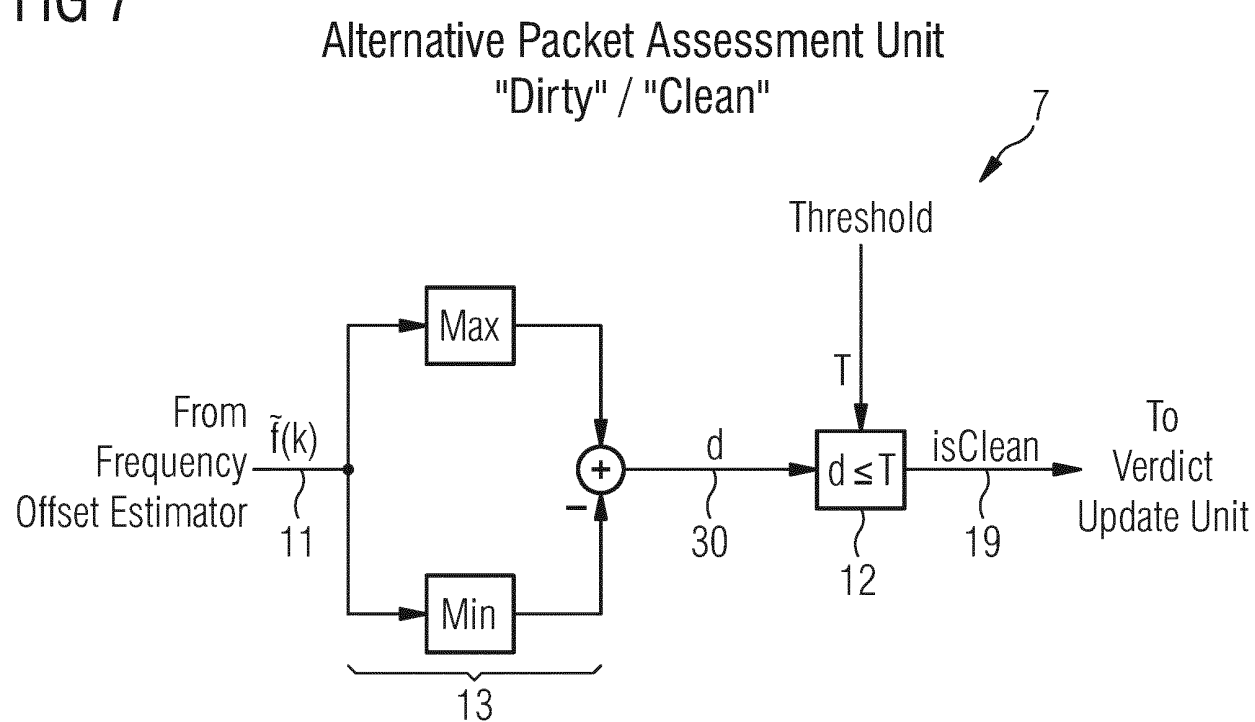 FIG 7
Alternative Packet Assessment Unit
"Dirty" / "Clean"
7
Threshold
Max
T
From
Frequency
Offset Estimator
f̃(k)
11
+
−
d
30
d ≤ T
12
isClean
19
To
Verdict
Update Unit
Min
13